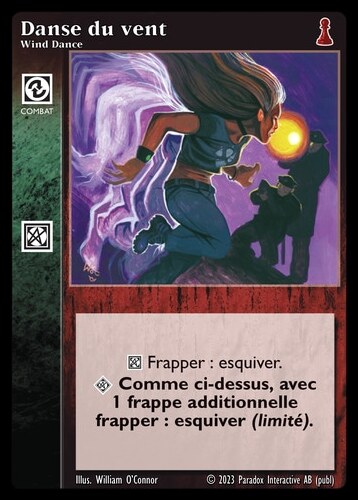 Danse du vent
Wind Dance
COMBAT
Frapper : esquiver.
Comme ci-dessus, avec
1 frappe additionnelle
frapper : esquiver (limité).
Illus. William O'Connor
© 2023 Paradox Interactive AB (publ)